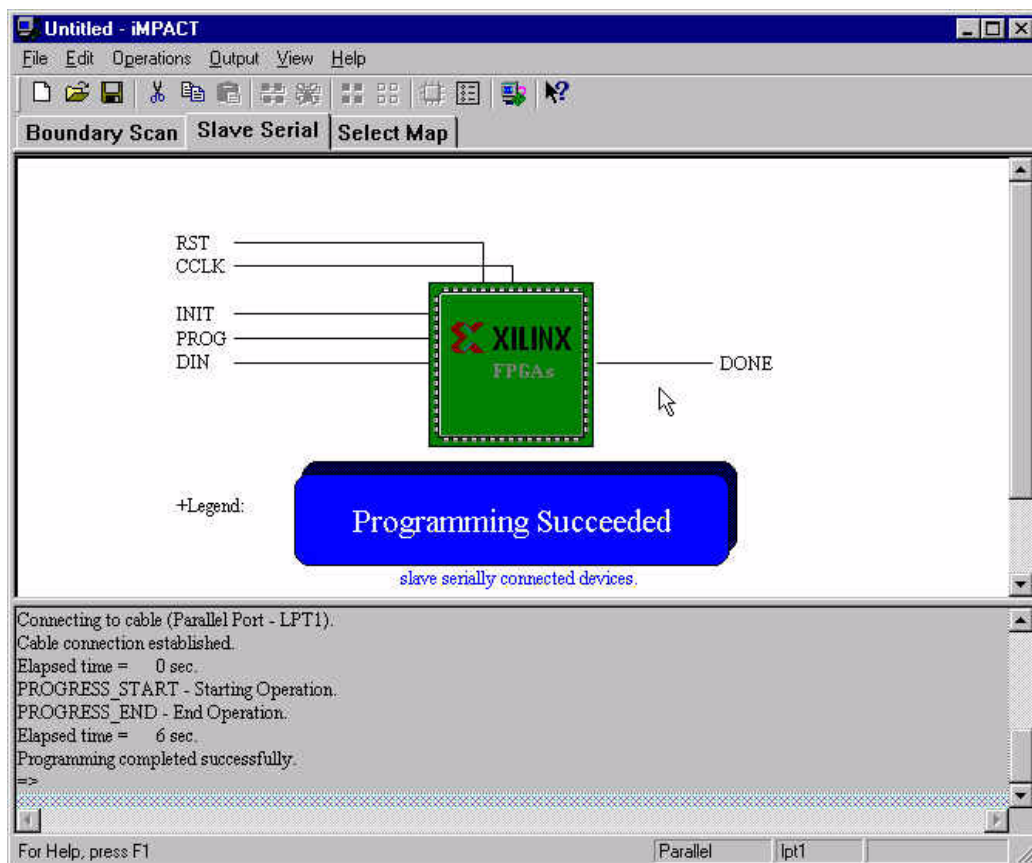 Untitled - iMPACT
File Edit Operations Output View Help
Boundary Scan Slave Serial Select Map
RST
CCLK
INIT
PROG
DIN
XILINX
FPGAs
DONE
+Legend:
Programming Succeeded
slave serially connected devices.
Connecting to cable (Parallel Port - LPT1).
Cable connection established.
Elapsed time = 0 sec.
PROGRESS_START - Starting Operation.
PROGRESS_END - End Operation.
Elapsed time = 6 sec.
Programming completed successfully.
=>
For Help, press F1 Parallel lpt1